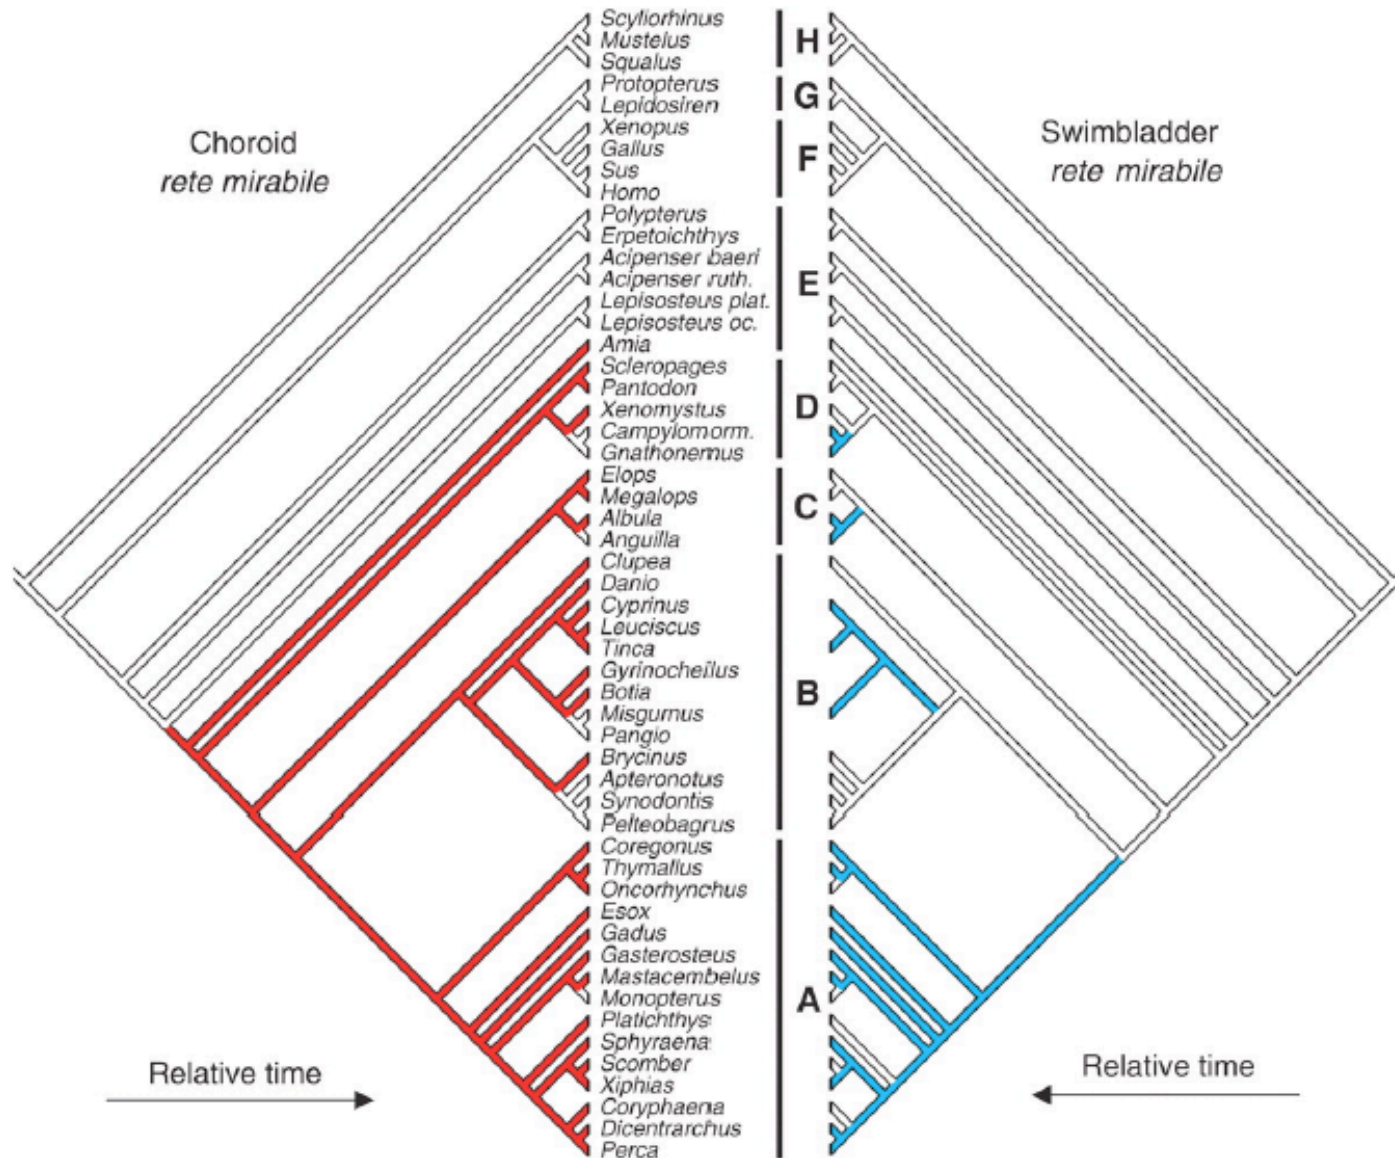 Choroid
rete mirabile
Scyliorhinus
Mustelus
Squalus
Protopterus
Lepidosiren
Xenopus
Gallus
Sus
Homo
Polypterus
Erpetoichthys
Acipenser baeri
Acipenser ruth.
Lepisosteus plat.
Lepisosteus oc.
Amia
Scleropages
Pantodon
Xenomystus
Campylomorm.
Gnathonemus
Elops
Megalops
Albula
Anguilla
Clupea
Danio
Cyprinus
Leuciscus
Tinca
Gyrinocheilus
Botia
Misgurnus
Pangio
Brycinus
Apteronotus
Synodontis
Pelteobagrus
Coregonus
Thymallus
Oncorhynchus
Esox
Gadus
Gasterosteus
Mastacembelus
Monopterus
Platichthys
Sphyraena
Scomber
Xiphias
Coryphaena
Dicentrarchus
Perca
H
G
F
E
D
C
B
A
Swimbladder
rete mirabile
Relative time
Relative time